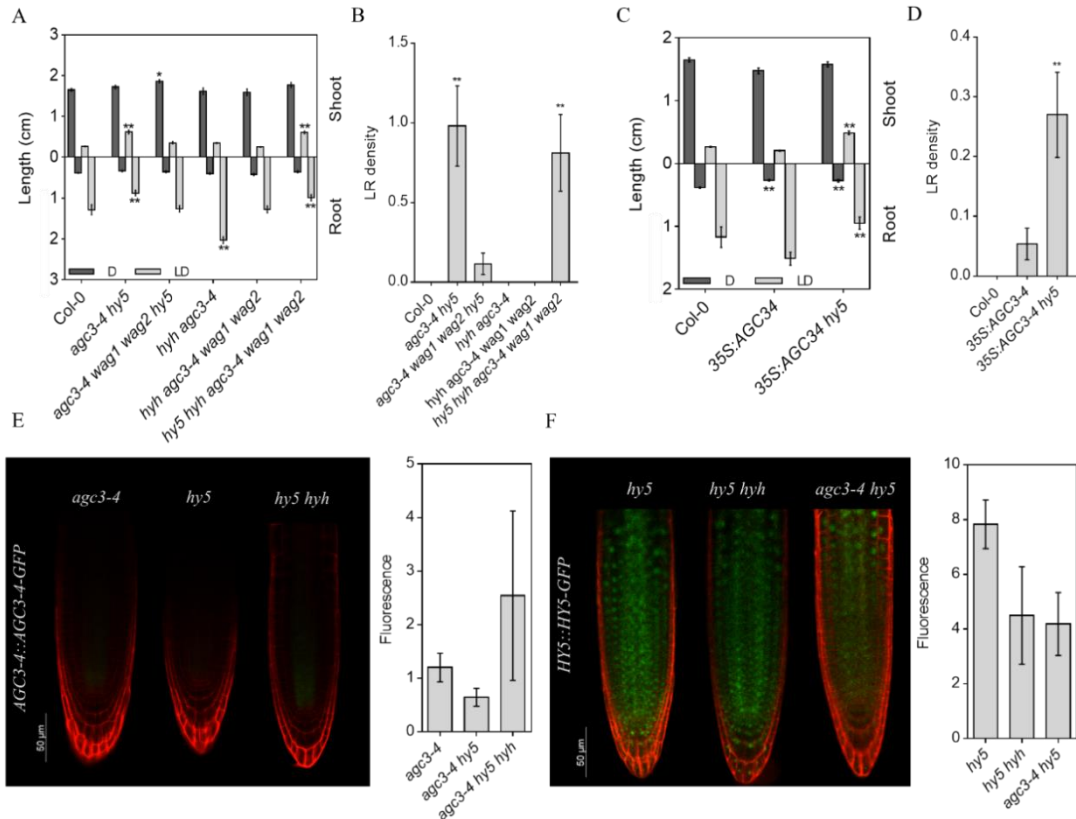 A
3
2
1
0
1
2
3
Length (cm)
Shoot
Root
D
LD
Col-0
agc3-4 hy5
agc3-4 wag1 wag2 hy5
hyh agc3-4
hyh agc3-4 wag1 wag2
hy5 hyh agc3-4 wag1 wag2
** * **
** ** **
B
1.5
1.0
0.5
0.0
LR density
** **
Col-0
agc3-4 hy5
agc3-4 wag1 wag2 hy5
hyh agc3-4
hyh agc3-4 wag1 wag2
hy5 hyh agc3-4 wag1 wag2
C
2
1
0
1
2
Length (cm)
Shoot
Root
D
LD
**
** ** **
Col-0
35S:AGC34
35S:AGC34 hy5
D
0.4
0.3
0.2
0.1
0.0
LR density
**
Col-0
35S:AGC3-4
35S:AGC3-4 hy5
E
AGC3-4::AGC3-4-GFP
agc3-4
hy5
hy5 hyh
50 µm
5
4
3
2
1
0
Fluorescence
agc3-4
agc3-4 hy5
agc3-4 hy5 hyh
F
HY5::HY5-GFP
hy5
hy5 hyh
agc3-4 hy5
50 µm
10
8
6
4
2
0
Fluorescence
hy5
hy5 hyh
agc3-4 hy5